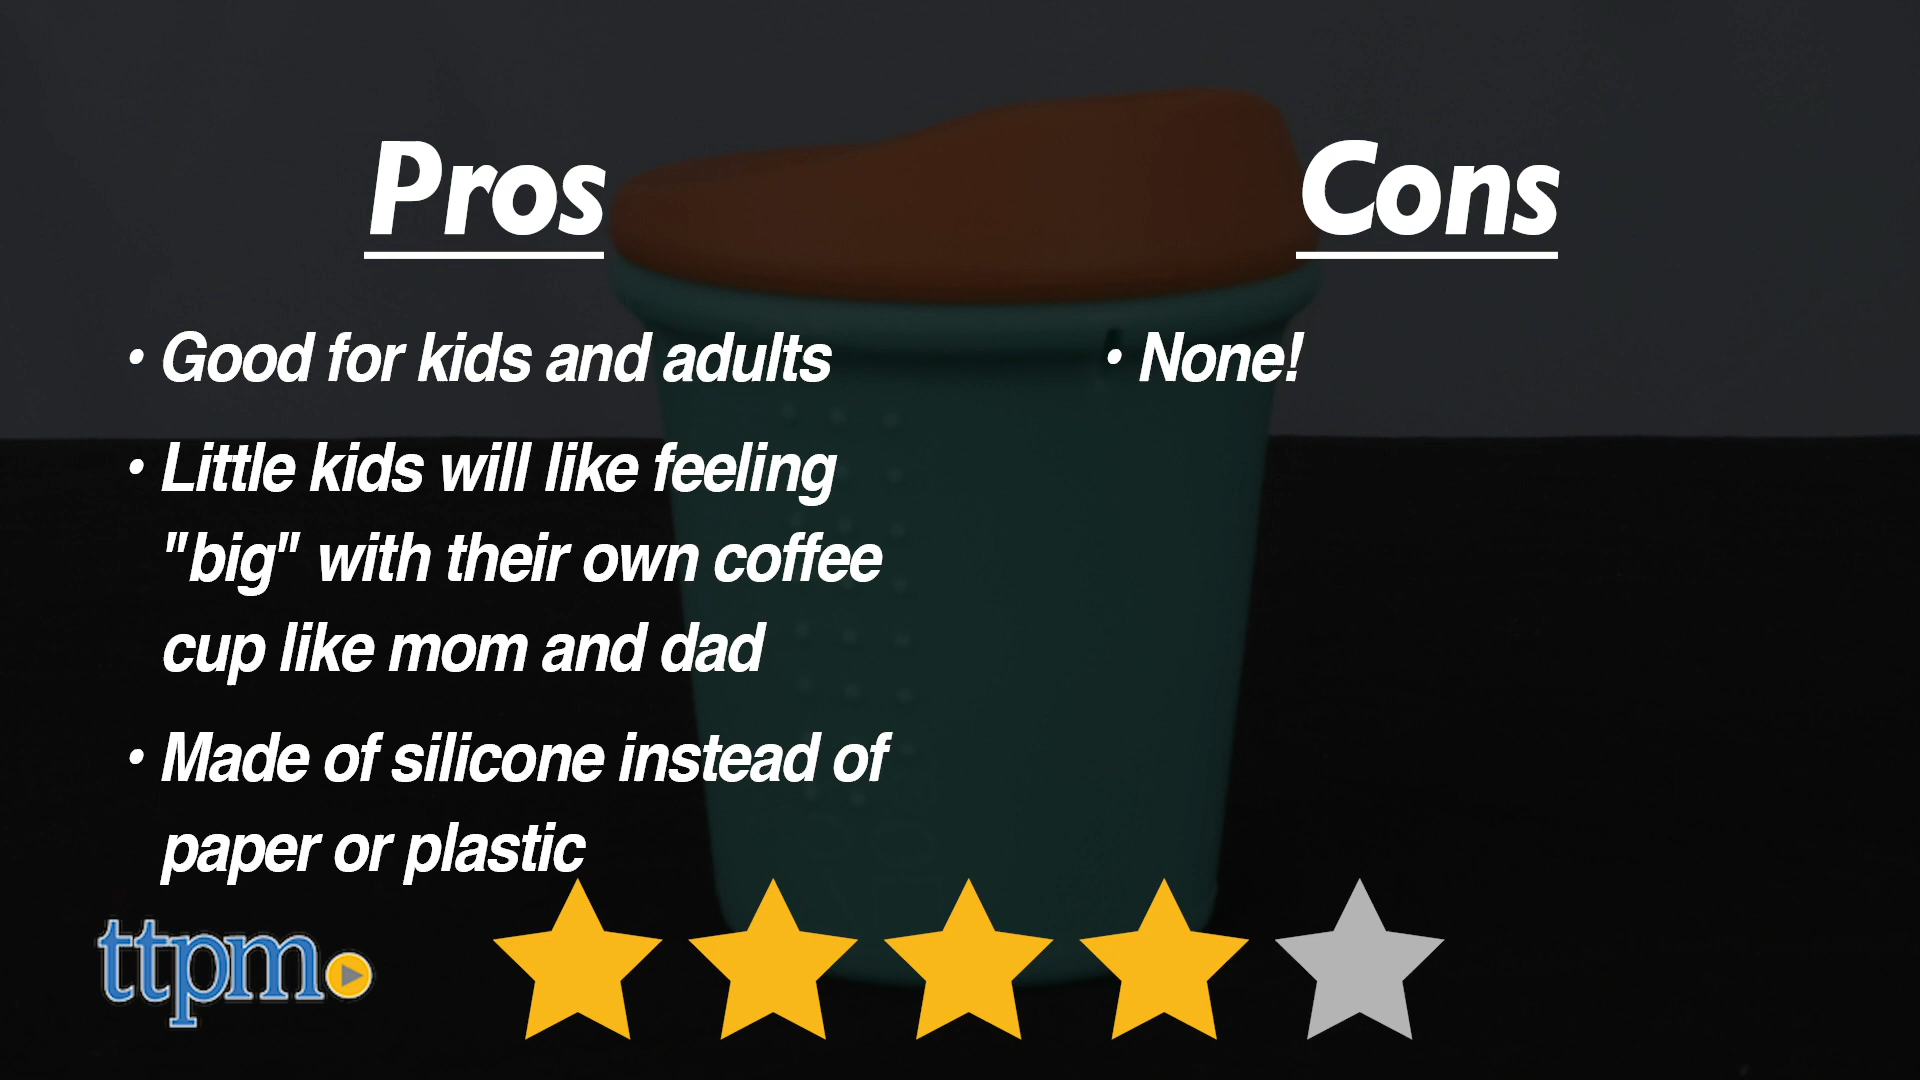 Pros
• Good for kids and adults
• Little kids will like feeling
"big" with their own coffee
cup like mom and dad
• Made of silicone instead of
paper or plastic
Cons
• None!
ttpm